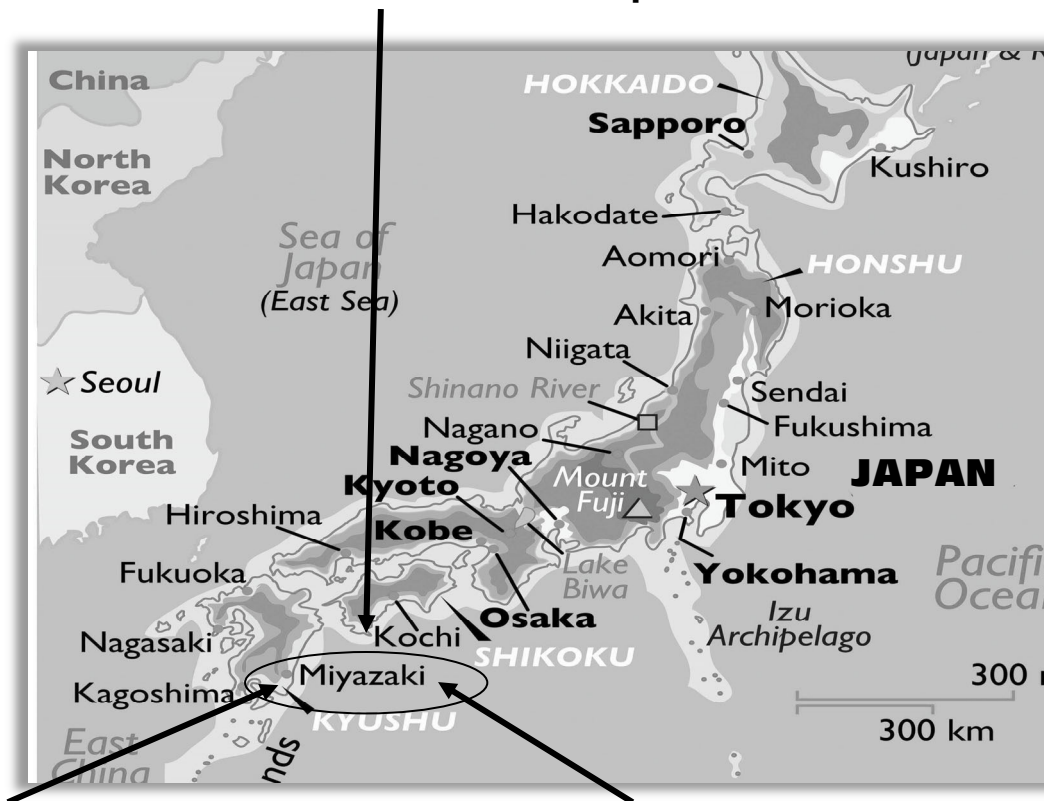 China
HOKKAIDO
Sapporo
North
Korea
Kushiro
Hakodate
Sea of
Japan
(East Sea)
Aomori
HONSHU
Akita
Morioka
Niigata
Seoul
Shinano River
Sendai
Fukushima
South
Korea
Nagano
Nagoya
Mito
JAPAN
Mount
Fuji
Kyoto
Tokyo
Hiroshima
Kobe
Lake
Biwa
Fukuoka
Yokohama
Pacifi
Ocea
Osaka
Izu
Archipelago
Nagasaki
Kochi
SHIKOKU
Miyazaki
Kagoshima
KYUSHU
300
300 km
East
China
nds